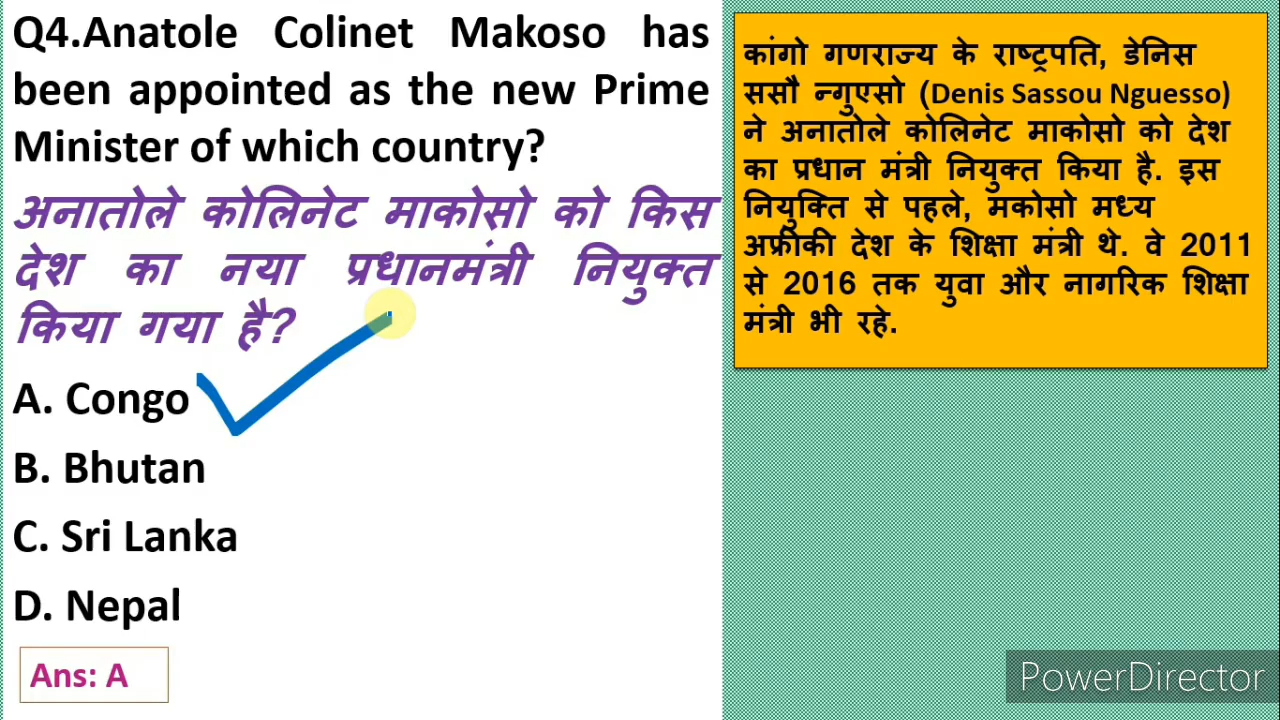 Q4.Anatole Colinet Makoso has
been appointed as the new Prime
Minister of which country?
अनातोले कोलिनेट माकोसो को किस
देश का नया प्रधानमंत्री नियुक्त
किया गया है?
A. Congo
B. Bhutan
C. Sri Lanka
D. Nepal
Ans: A
कांगो गणराज्य के राष्ट्रपति, डेनिस
ससौ न्गुएसो (Denis Sassou Nguesso)
ने अनातोले कोलिनेट माकोसो को देश
का प्रधान मंत्री नियुक्त किया है. इस
नियुक्ति से पहले, मकोसो मध्य
अफ्रीकी देश के शिक्षा मंत्री थे. वे 2011
से 2016 तक युवा और नागरिक शिक्षा
मंत्री भी रहे.
PowerDirector